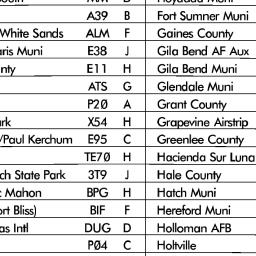 A39 B Fort Sumner Muni
White Sands ALM F Gaines County
aris Muni E38 J Gila Bend AF Aux
nty E11 H Gila Bend Muni
ATS G Glendale Muni
P20 A Grant County
rk X54 H Grapevine Airstrip
/Paul Kerchum E95 C Greenlee County
TE70 H Hacienda Sur Luna
ch State Park 3T9 J Hale County
c Mahon BPG H Hatch Muni
ort Bliss) BIF F Hereford Muni
as Intl DUG D Holloman AFB
P04 C Holtville